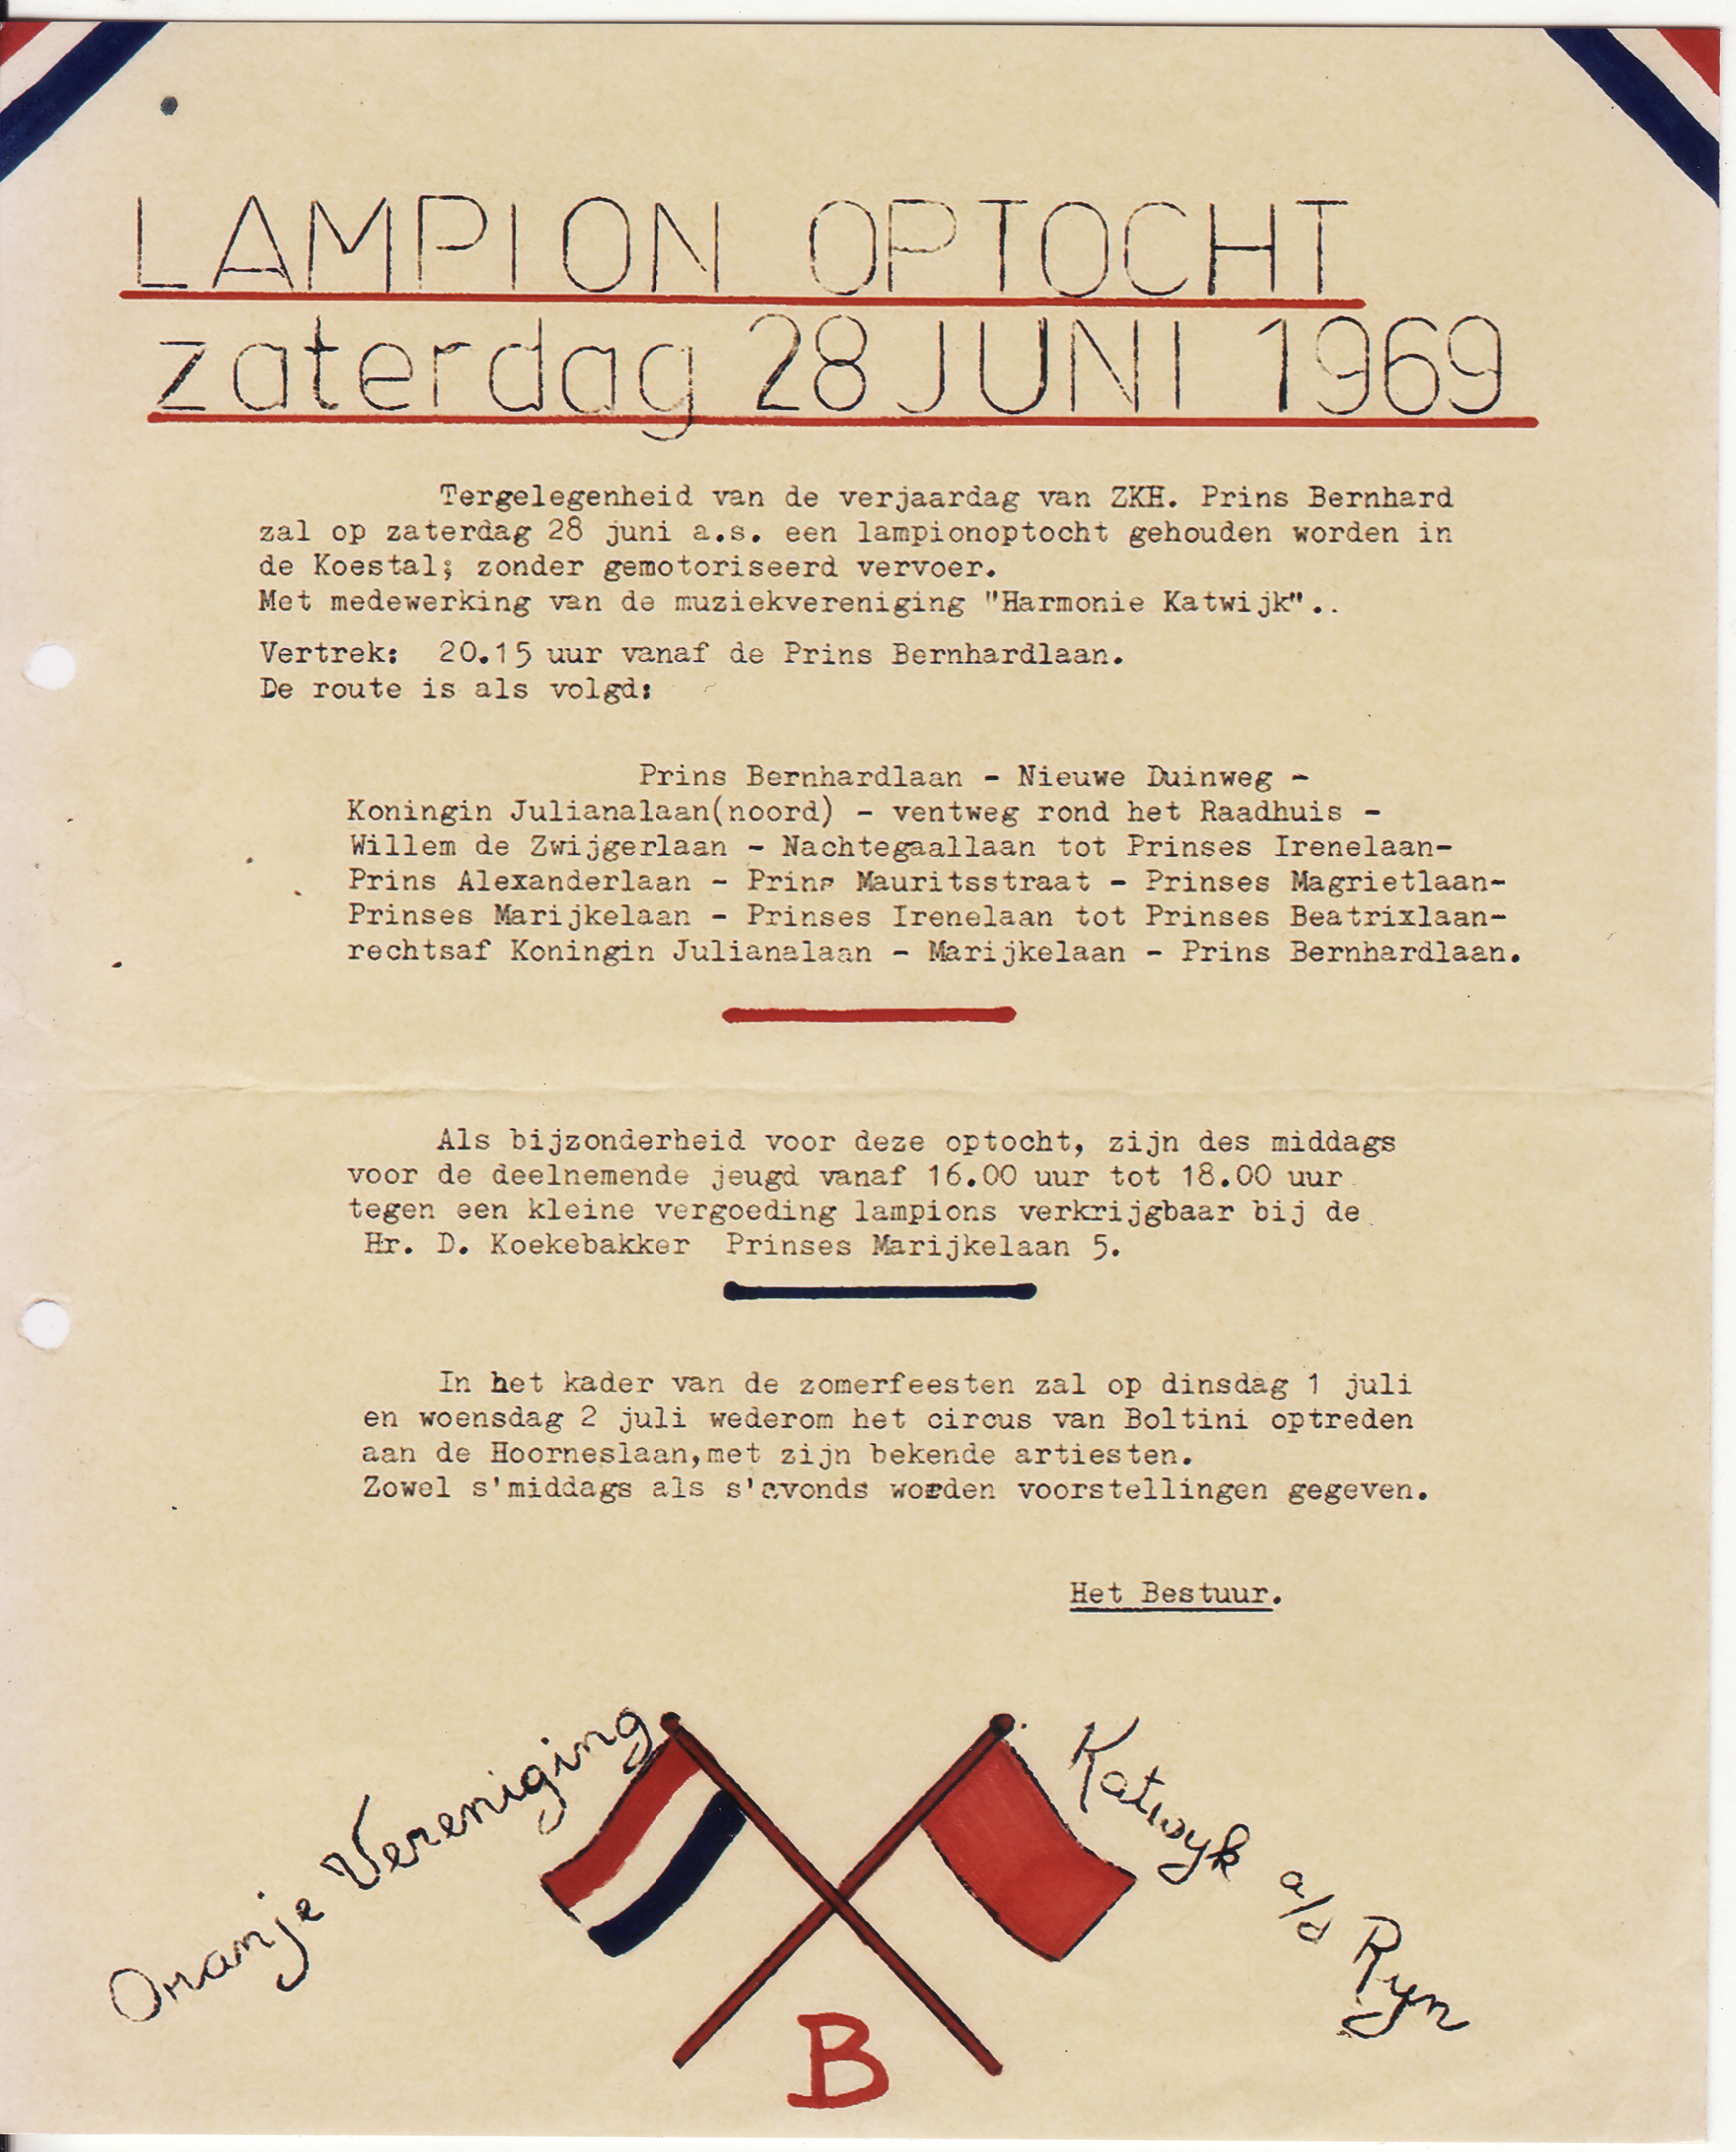 LAMPION OPTOCHT
zaterdag 28 JUNI 1969
Tergelegenheid van de verjaardag van ZKH. Prins Bernhard
zal op zaterdag 28 juni a.s. een lampionoptocht gehouden worden in
de Koestal; zonder gemotoriseerd vervoer.
Met medewerking van de muziekvereniging "Harmonie Katwijk"..
Vertrek: 20.15 uur vanaf de Prins Bernhardlaan.
De route is als volgd:
Prins Bernhardlaan - Nieuwe Duinweg -
Koningin Julianalaan(noord) - ventweg rond het Raadhuis -
Willem de Zwijgerlaan - Nachtegaallaan tot Prinses Irenelaan-
Prins Alexanderlaan - Prins Mauritsstraat - Prinses Magrietlaan-
Prinses Marijkelaan - Prinses Irenelaan tot Prinses Beatrixlaan-
rechtsaf Koningin Julianalaan - Marijkelaan - Prins Bernhardlaan.
Als bijzonderheid voor deze optocht, zijn des middags
voor de deelnemende jeugd vanaf 16.00 uur tot 18.00 uur
tegen een kleine vergoeding lampions verkrijgbaar bij de
Hr. D. Koekebakker Prinses Marijkelaan 5.
In het kader van de zomerfeesten zal op dinsdag 1 juli
en woensdag 2 juli wederom het circus van Boltini optreden
aan de Hoorneslaan,met zijn bekende artiesten.
Zowel s'middags als s'avonds worden voorstellingen gegeven.
Het Bestuur.
Oranje Vereniging
Katwyk a/d Ryn
B